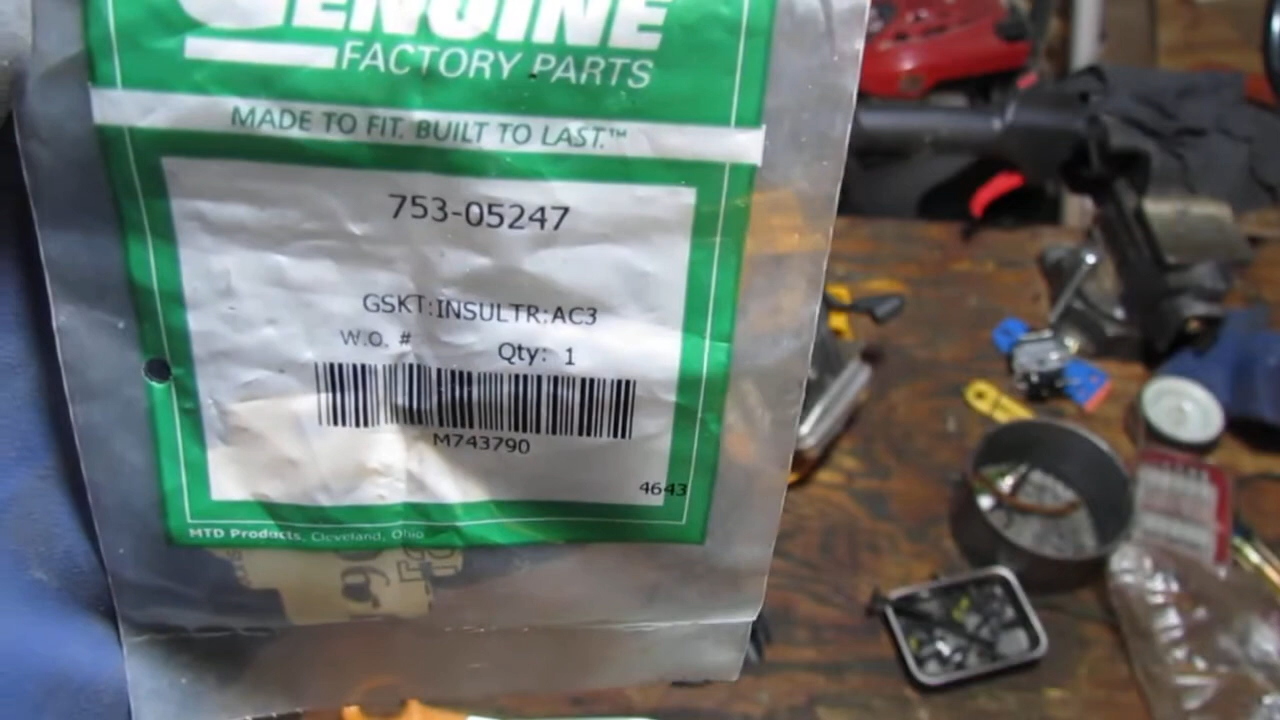 GENUINE
FACTORY PARTS
MADE TO FIT. BUILT TO LAST.™
753-05247
GSKT:INSULTR:AC3
W.O. #
Qty: 1
M743790
4643
MTD Products, Cleveland, Ohio